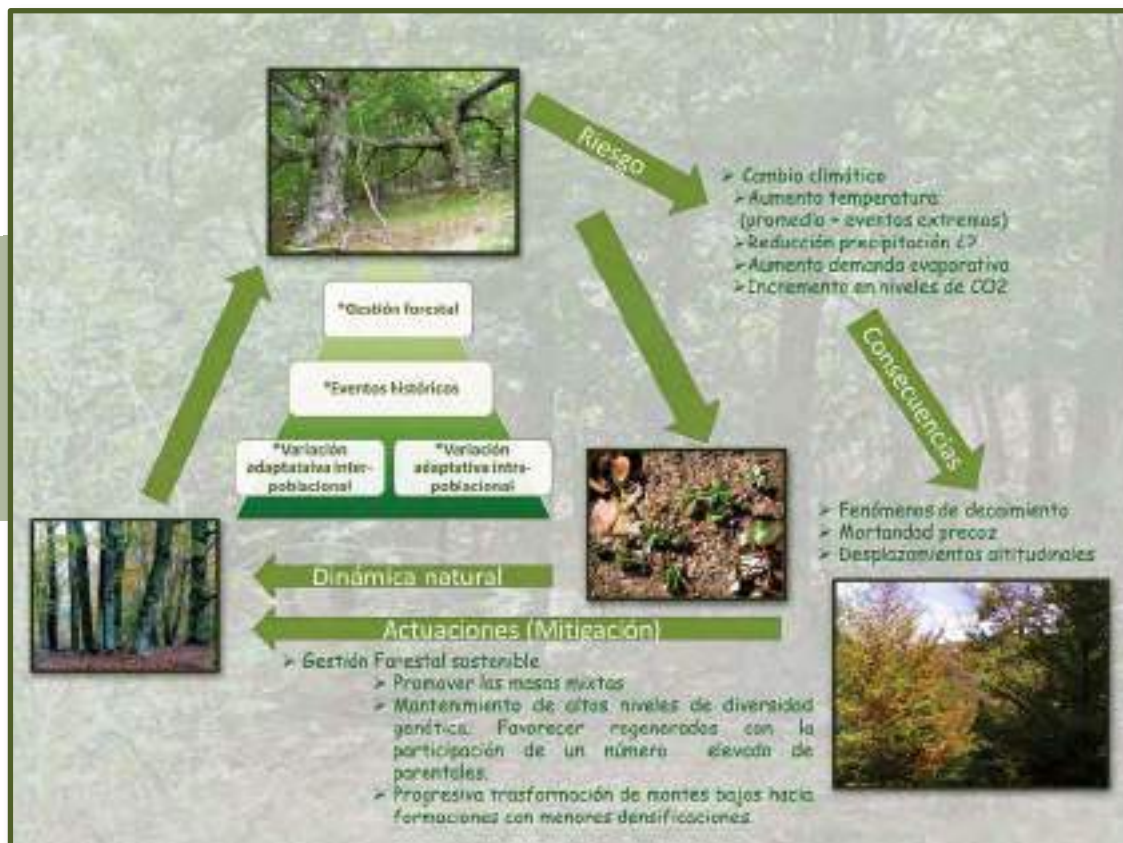 Riesgo
➢ Cambio climático
➢Aumento temperatura
(promedio + eventos extremos)
➢Reducción precipitación ¿?
➢Aumento demanda evaporativa
➢Incremento en niveles de CO2
*Gestión forestal
*Eventos históricos
*Variación
adaptataiva inter-
poblacional
*Variación
adaptativa intra-
poblacional
Consecuencias
➢ Fenómenos de decaimiento
➢ Mortandad precoz
➢ Desplazamientos altitudinales
Dinámica natural
Actuaciones (Mitigación)
➢ Gestión Forestal sostenible
➢ Promover las masas mixtas
➢ Mantenimiento de altos niveles de diversidad
genética. Favorecer regenerados con la
participación de un número elevado de
parentales.
➢ Progresiva trasformación de montes bajos hacia
formaciones con menores densificaciones.